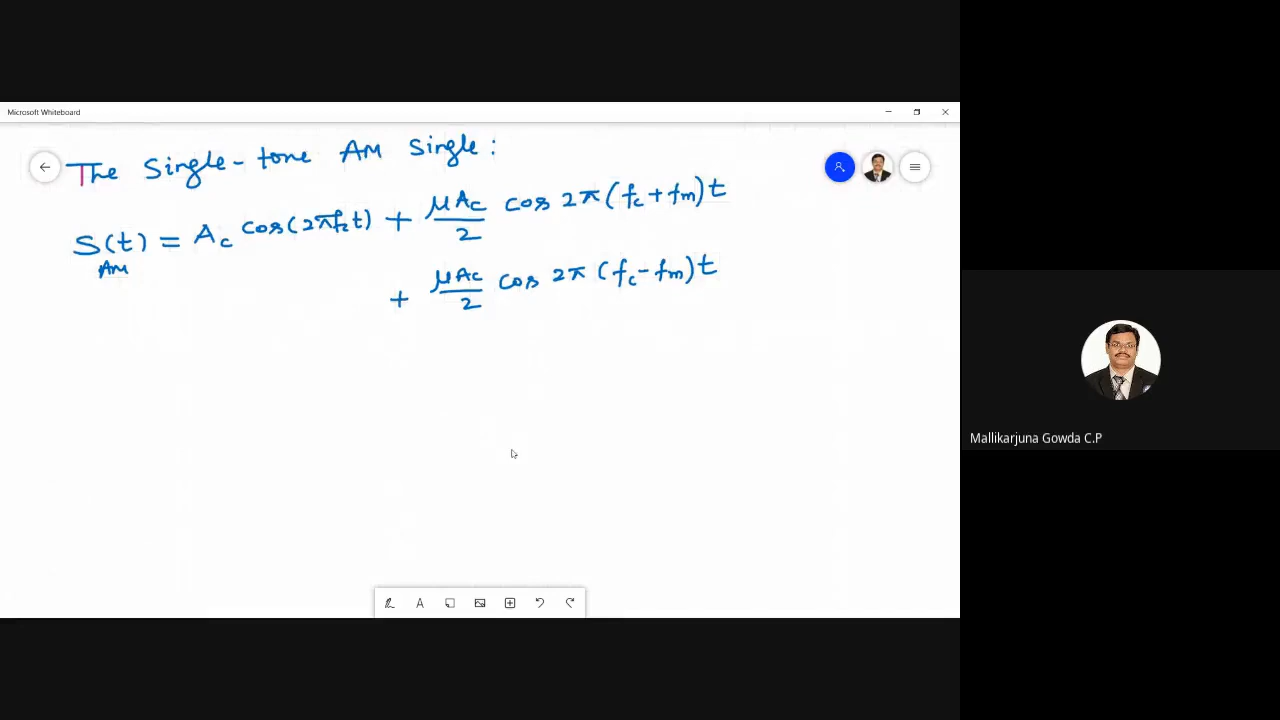 Microsoft Whiteboard
The Single-tone AM Single:
S(t) = Ac cos(2πfct) + μAc/2 cos 2π(fc+fm)t
AM
+ μAc/2 cos 2π(fc-fm)t
A
Mallikarjuna Gowda C.P